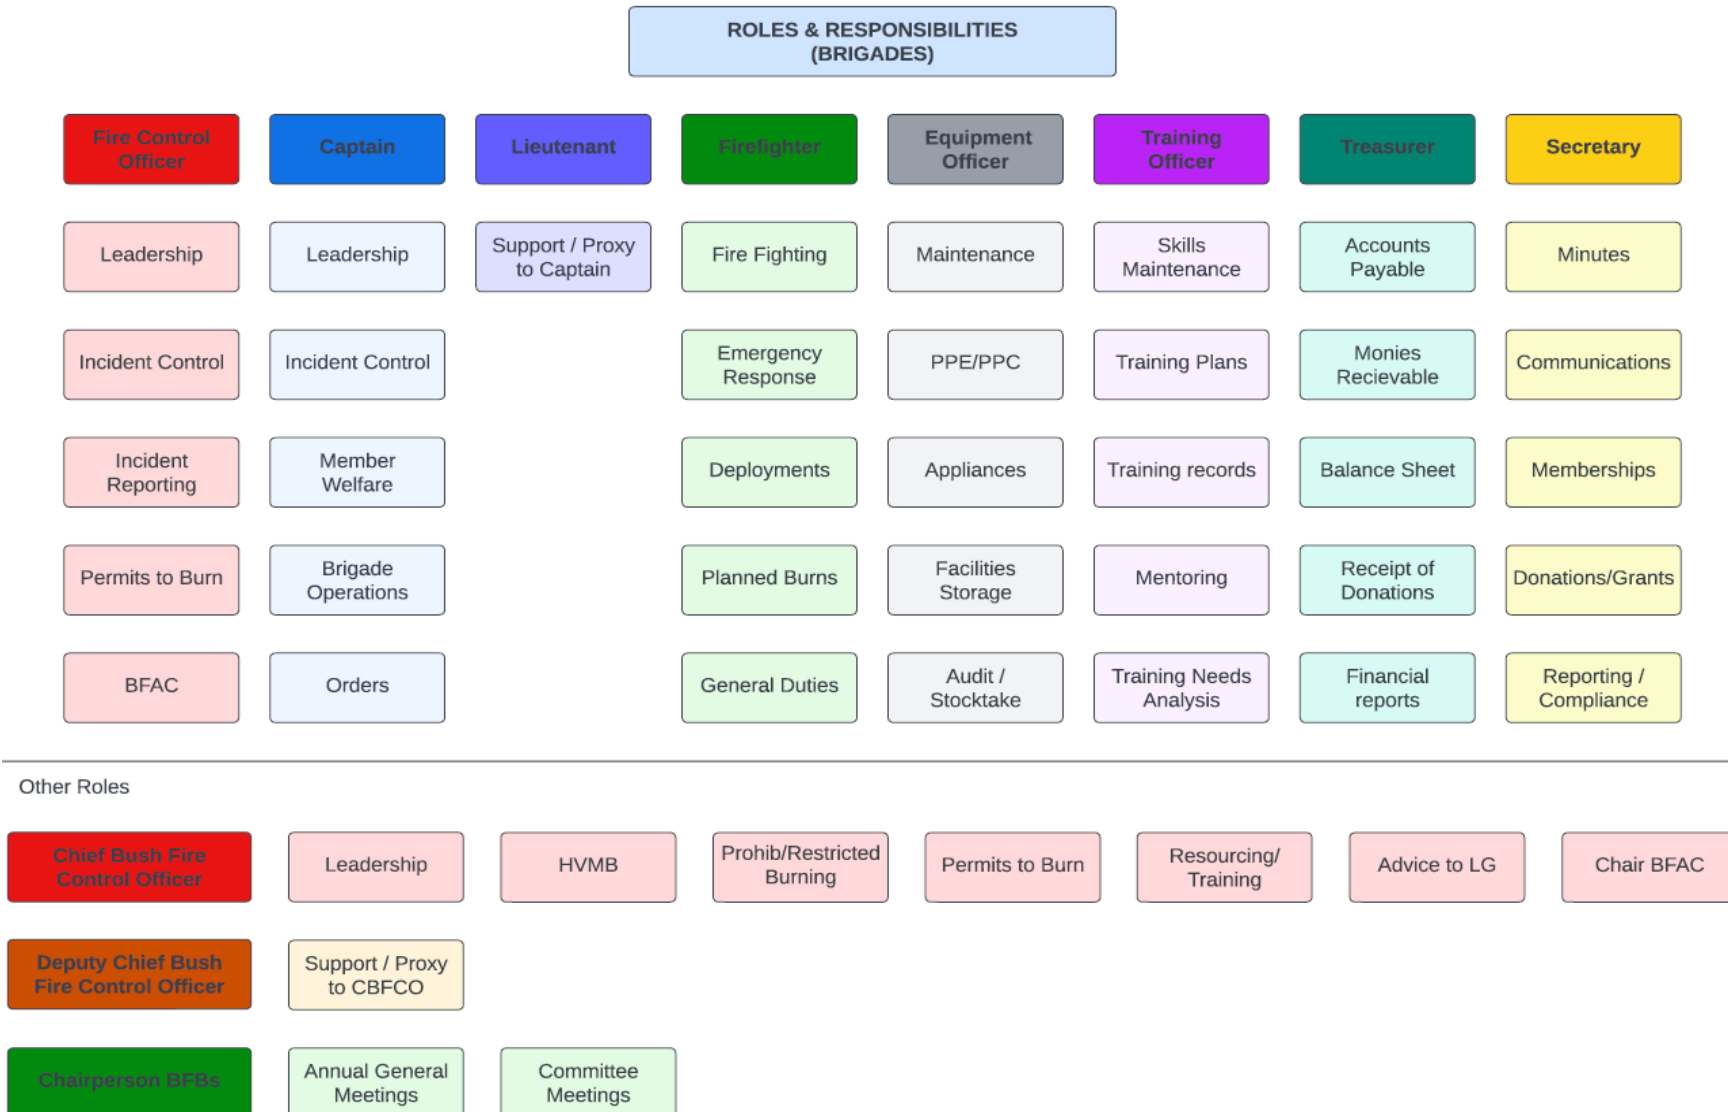 ROLES & RESPONSIBILITIES
(BRIGADES)
Fire Control
Officer
Captain
Lieutenant
Firefighter
Equipment
Officer
Training
Officer
Treasurer
Secretary
Leadership
Leadership
Support / Proxy
to Captain
Fire Fighting
Maintenance
Skills
Maintenance
Accounts
Payable
Minutes
Incident Control
Incident Control
Emergency
Response
PPE/PPC
Training Plans
Monies
Recievable
Communications
Incident
Reporting
Member
Welfare
Deployments
Appliances
Training records
Balance Sheet
Memberships
Permits to Burn
Brigade
Operations
Planned Burns
Facilities
Storage
Mentoring
Receipt of
Donations
Donations/Grants
BFAC
Orders
General Duties
Audit /
Stocktake
Training Needs
Analysis
Financial
reports
Reporting /
Compliance
Other Roles
Chief Bush Fire
Control Officer
Leadership
HVMB
Prohib/Restricted
Burning
Permits to Burn
Resourcing/
Training
Advice to LG
Chair BFAC
Deputy Chief Bush
Fire Control Officer
Support / Proxy
to CBFCO
Chairperson BFBs
Annual General
Meetings
Committee
Meetings